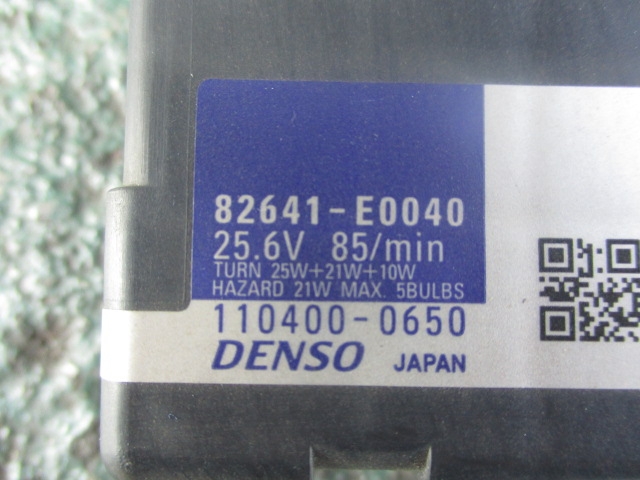 82641-E0040
25.6V 85/min
TURN 25W+21W+10W
HAZARD 21W MAX. 5BULBS
110400-0650
DENSO JAPAN